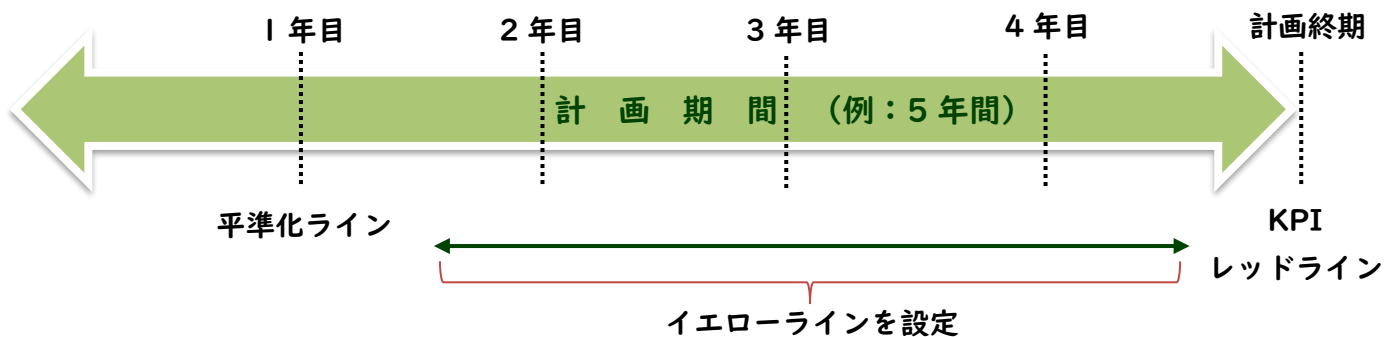 1年目 2年目 3年目 4年目 計画終期
計画期間（例：5年間）
平準化ライン KPI
レッドライン
イエローラインを設定